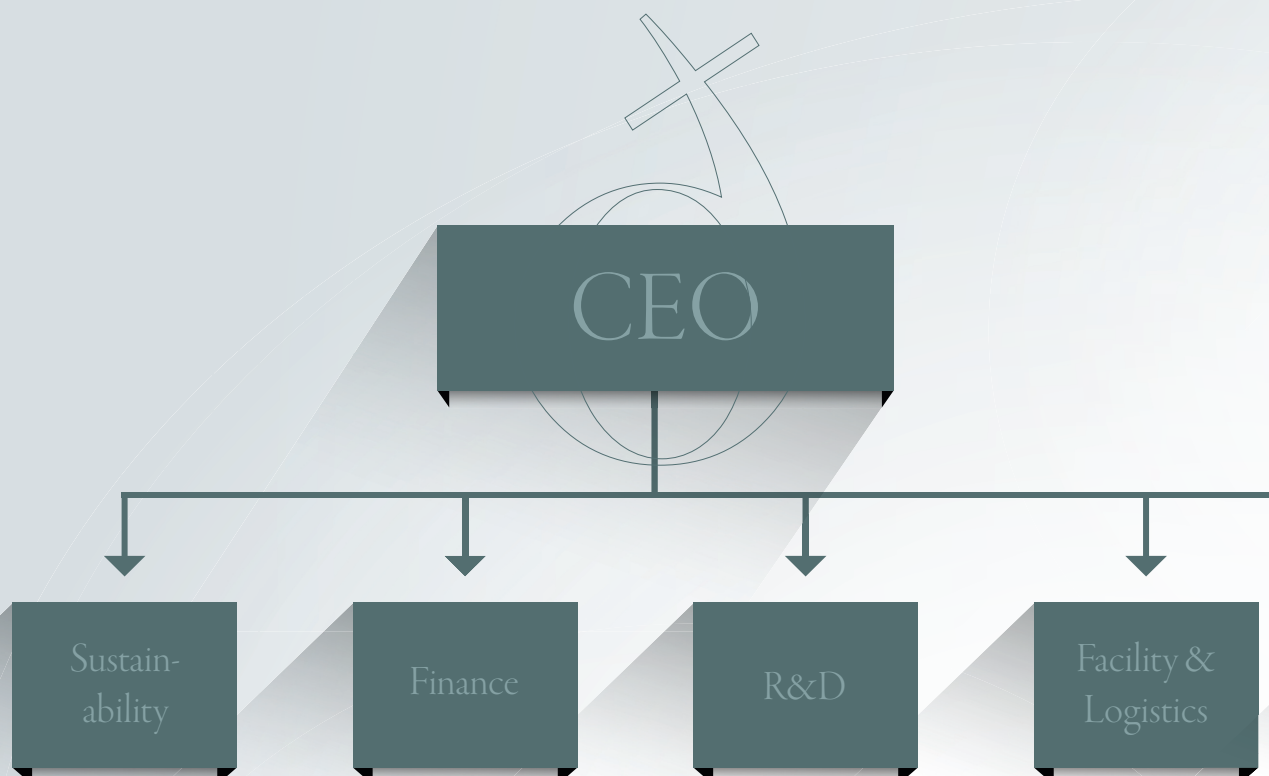 CEO
Sustain-
ability
Finance
R&D
Facility &
Logistics